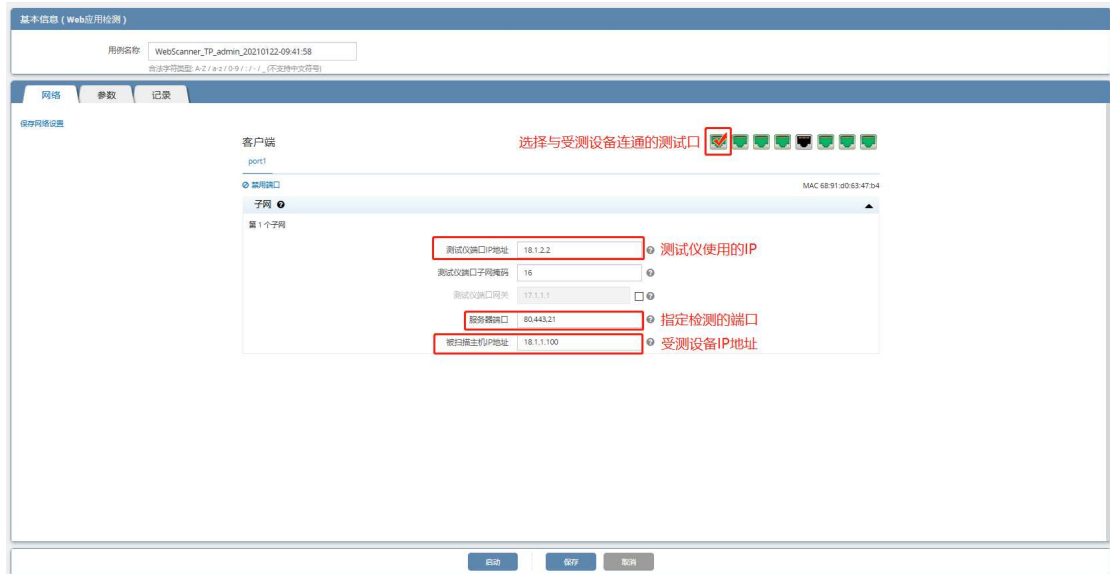 基本信息 ( Web应用检测 )
用例名称 WebScanner_TP_admin_20210122-09:41:58
合法字符类型: A-Z / a-z / 0-9 / : / - / _ (不支持中文符号)
网络 参数 记录
保存网络设置
客户端 选择与受测设备连通的测试口
port1
禁用端口 MAC 68:91:d0:63:47:b4
子网
第 1 个子网
测试仪端口IP地址 18.1.2.2 测试仪使用的IP
测试仪端口子网掩码 16
测试仪端口网关 17.1.1.1
服务器端口 80,443,21 指定检测的端口
被扫描主机IP地址 18.1.1.100 受测设备IP地址
启动 保存 取消